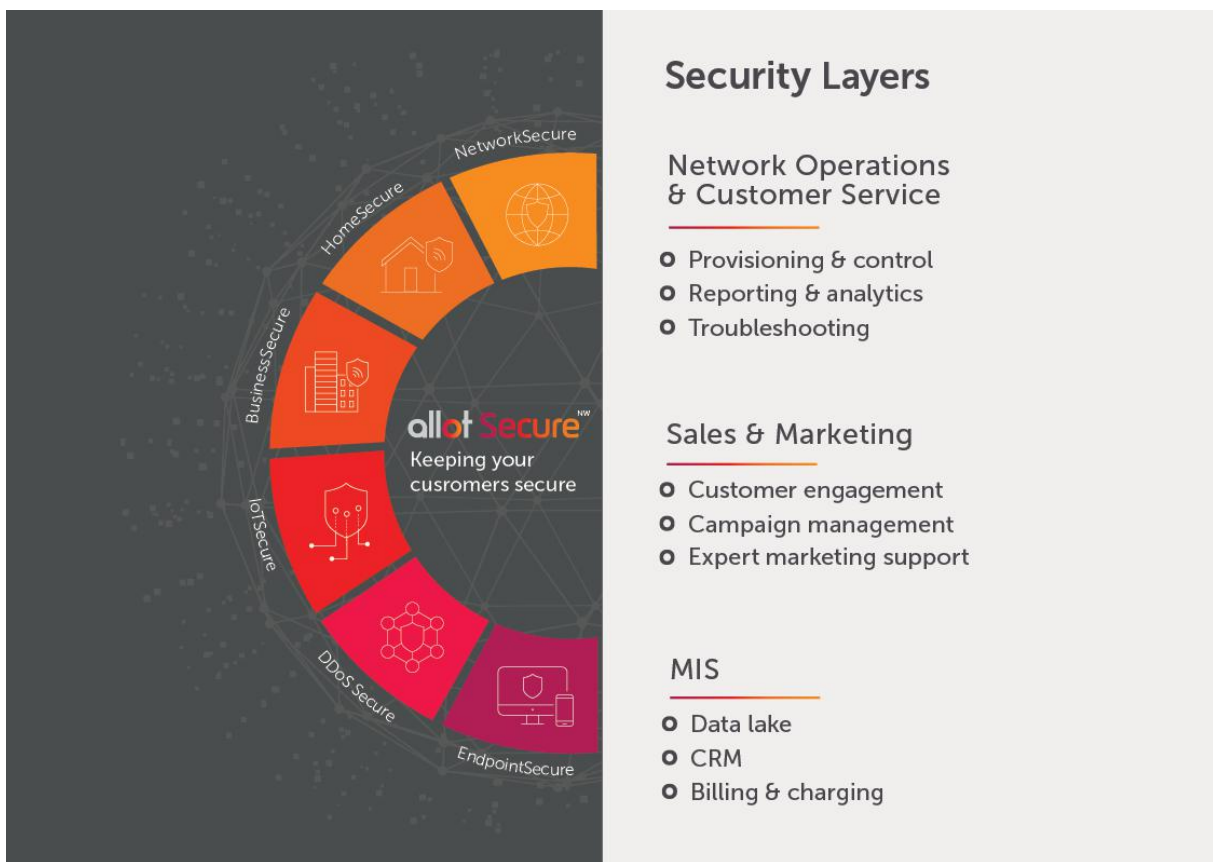 NetworkSecure
HomeSecure
BusinessSecure
IoTSecure
DDoS Secure
EndpointSecure
allot Secure NW
Keeping your
cusromers secure
Security Layers
Network Operations
& Customer Service
Provisioning & control
Reporting & analytics
Troubleshooting
Sales & Marketing
Customer engagement
Campaign management
Expert marketing support
MIS
Data lake
CRM
Billing & charging